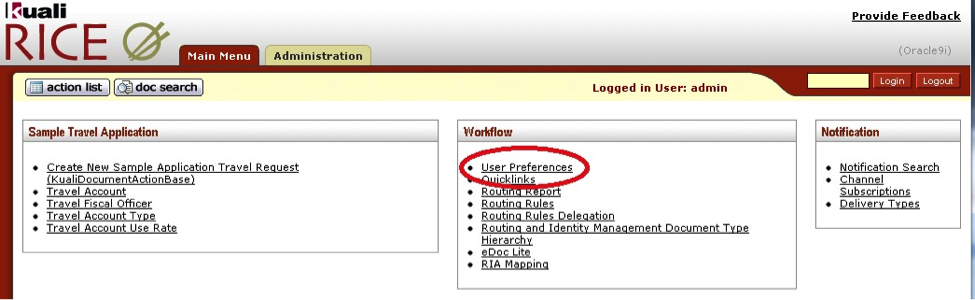 Kuali
RICE
Provide Feedback
(Oracle9i)
Main Menu
Administration
action list
doc search
Logged in User: admin
Login
Logout
Sample Travel Application
Create New Sample Application Travel Request
(KualiDocumentActionBase)
Travel Account
Travel Fiscal Officer
Travel Account Type
Travel Account Use Rate
Workflow
User Preferences
Quicklinks
Routing Report
Routing Rules
Routing Rules Delegation
Routing and Identity Management Document Type
Hierarchy
eDoc Lite
RIA Mapping
Notification
Notification Search
Channel
Subscriptions
Delivery Types